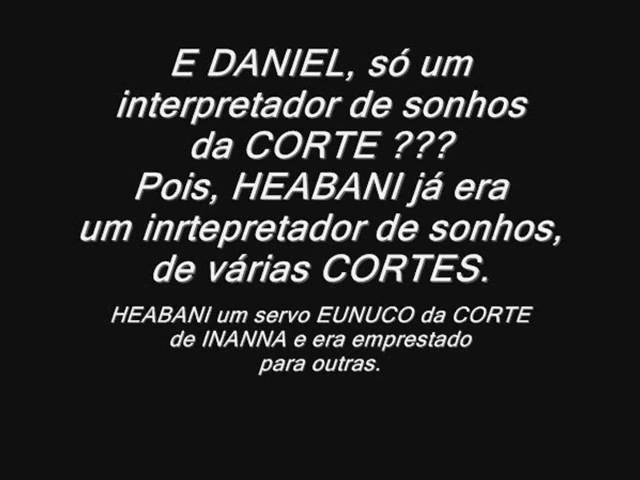 E DANIEL, só um
interpretador de sonhos
da CORTE ???
Pois, HEABANI já era
um inrtepretador de sonhos,
de várias CORTES.
HEABANI um servo EUNUCO da CORTE
de INANNA e era emprestado
para outras.